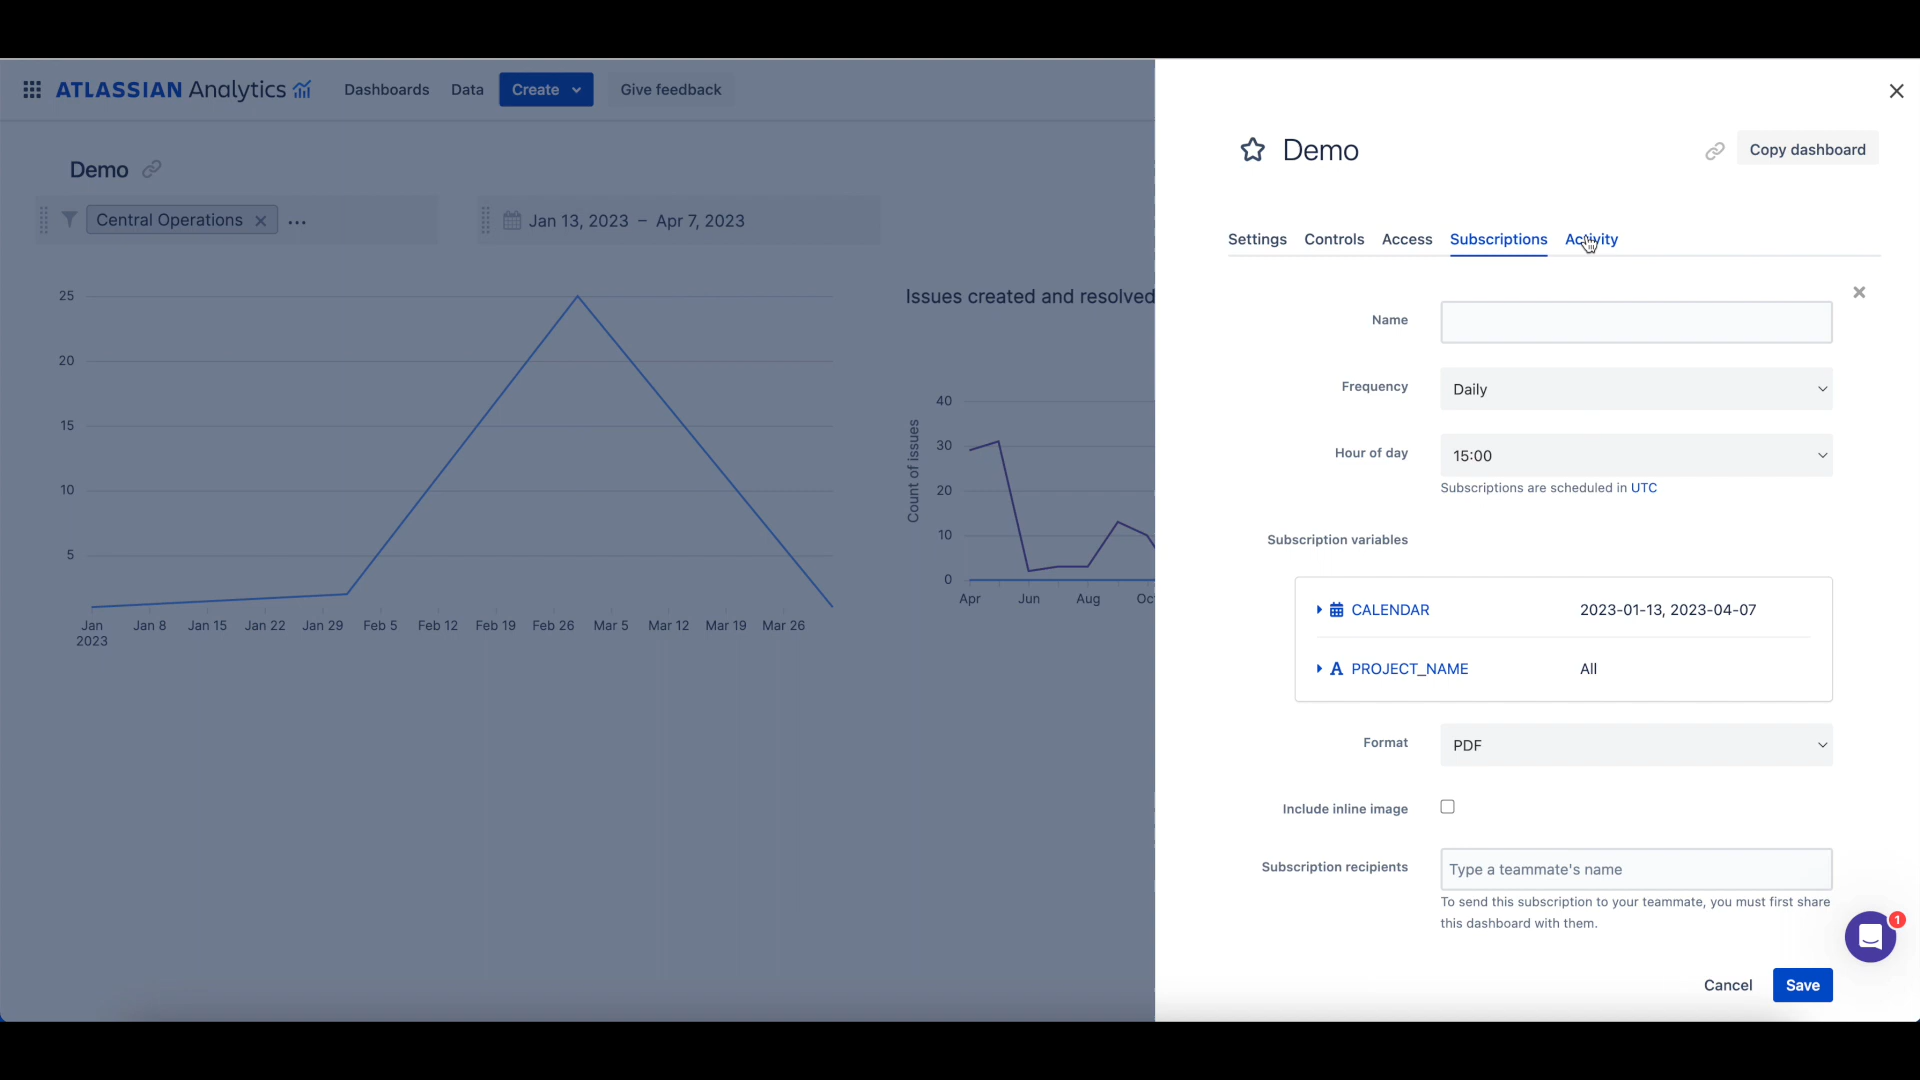 ATLASSIAN Analytics
Dashboards
Data
Create
Give feedback
Demo
Central Operations
Jan 13, 2023 – Apr 7, 2023
25
20
15
10
5
Jan 2023
Jan 8
Jan 15
Jan 22
Jan 29
Feb 5
Feb 12
Feb 19
Feb 26
Mar 5
Mar 12
Mar 19
Mar 26
Issues created and resolved
Count of issues
40
30
20
10
0
Apr
Jun
Aug
Oc
Demo
Copy dashboard
Settings
Controls
Access
Subscriptions
Activity
Name
Frequency
Daily
Hour of day
15:00
Subscriptions are scheduled in UTC
Subscription variables
CALENDAR
2023-01-13, 2023-04-07
PROJECT_NAME
All
Format
PDF
Include inline image
Subscription recipients
Type a teammate's name
To send this subscription to your teammate, you must first share
this dashboard with them.
1
Cancel
Save